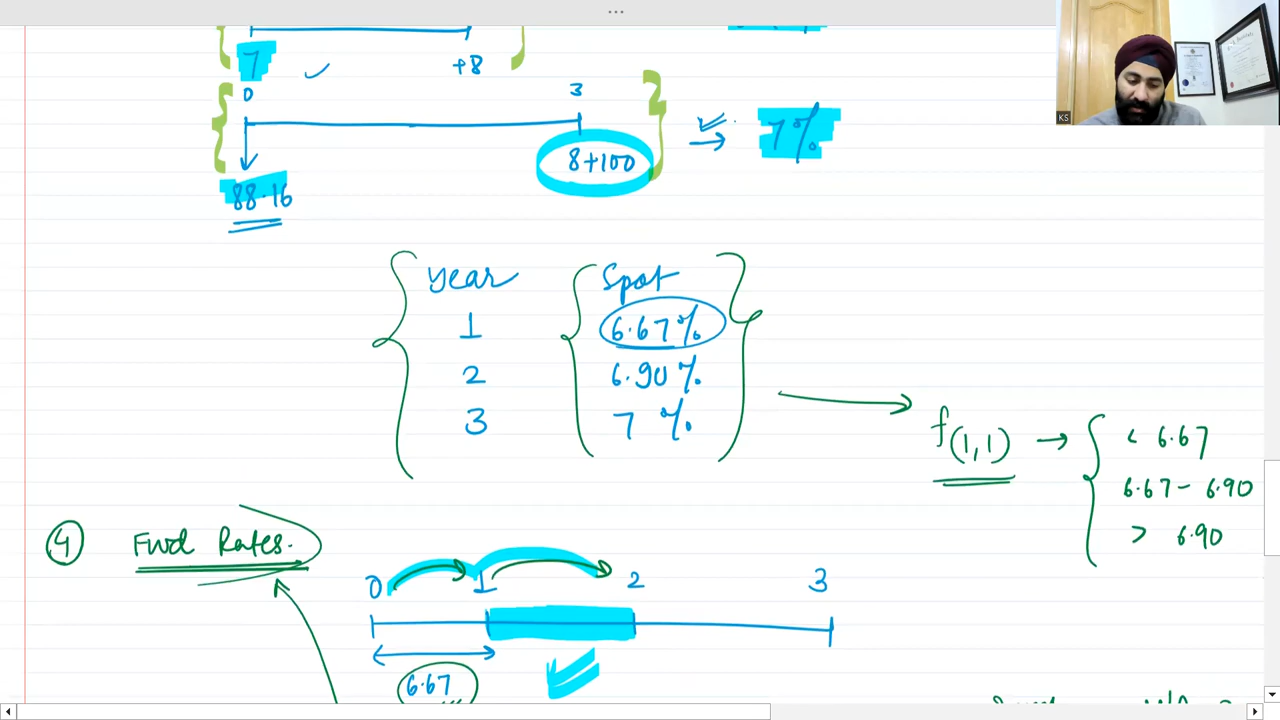 7
+8
0 3
8+100
7%
88.16
Year Spot
1 6.67%
2 6.90%
3 7 %
f(1,1) → < 6.67
6.67 - 6.90
> 6.90
4 Fwd Rates.
0 1 2 3
6.67
KS